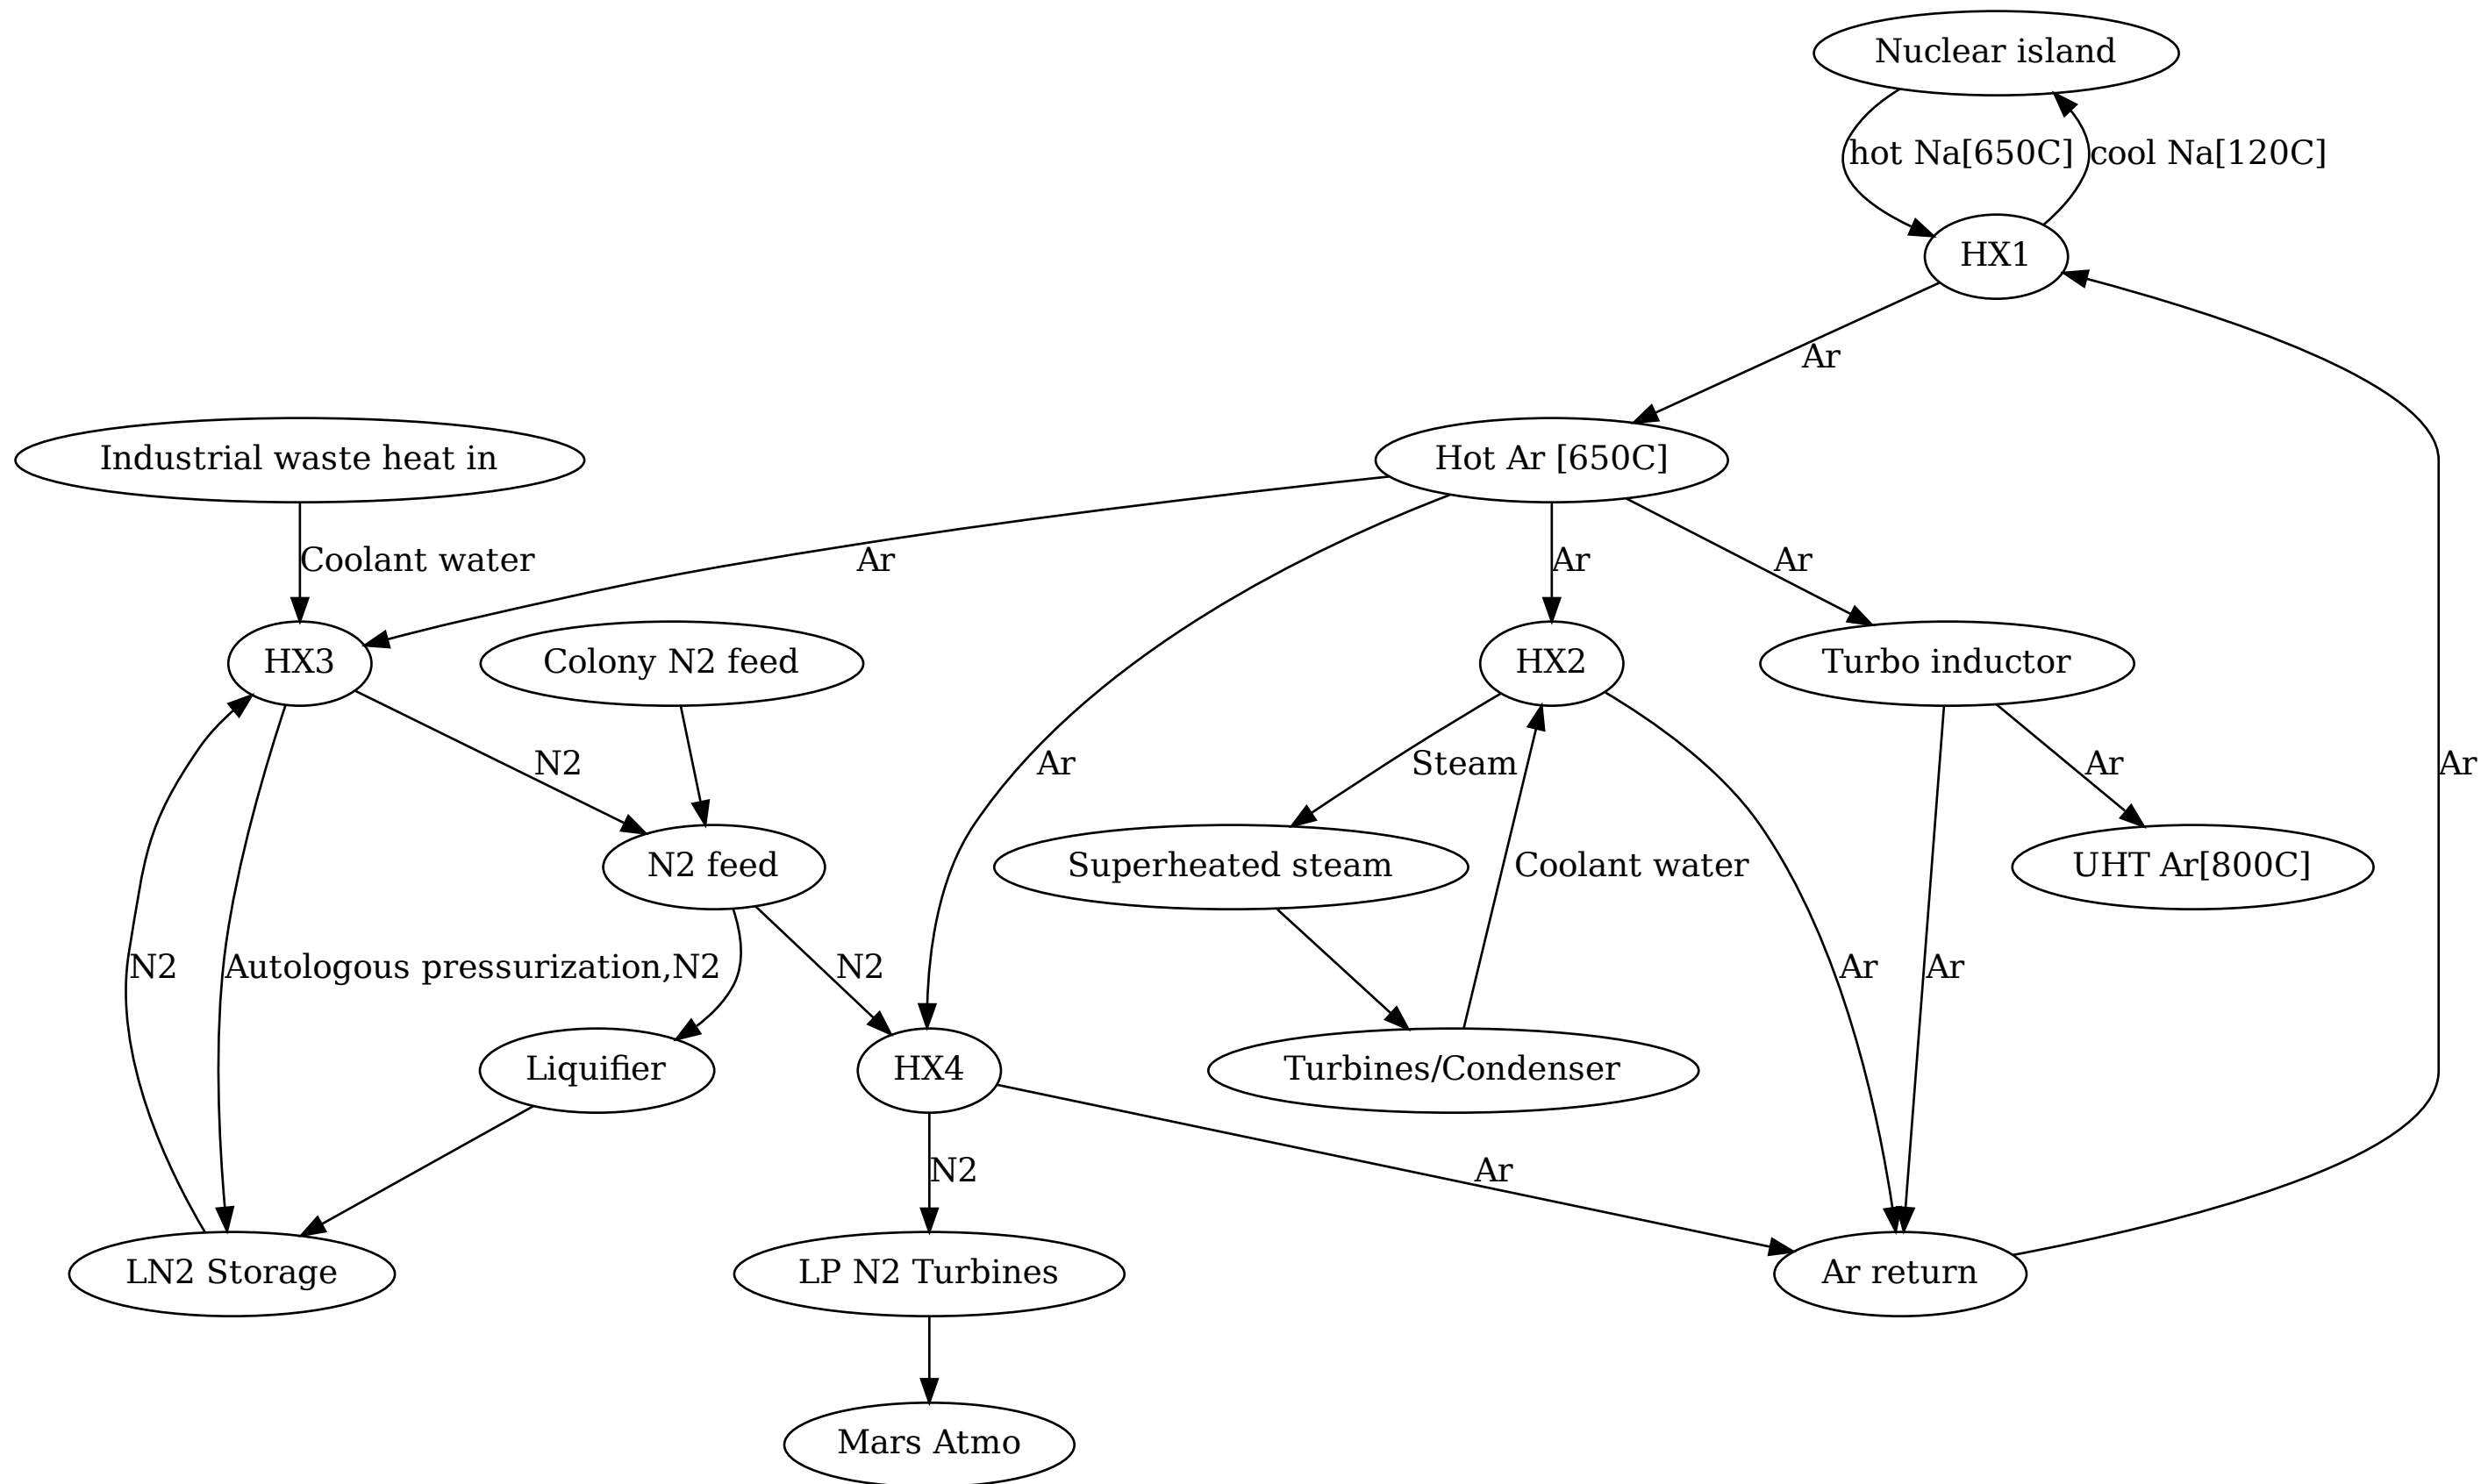 Nuclear island
hot Na[650C]
cool Na[120C]
HX1
Ar
Industrial waste heat in
Hot Ar [650C]
Coolant water
Ar
Ar
Ar
HX3
Colony N2 feed
HX2
Turbo inductor
N2
Ar
Steam
Ar
Ar
N2 feed
Superheated steam
Coolant water
UHT Ar[800C]
N2
Autologous pressurization,N2
N2
Ar
Ar
Liquifier
HX4
Turbines/Condenser
N2
Ar
LN2 Storage
LP N2 Turbines
Ar return
Mars Atmo